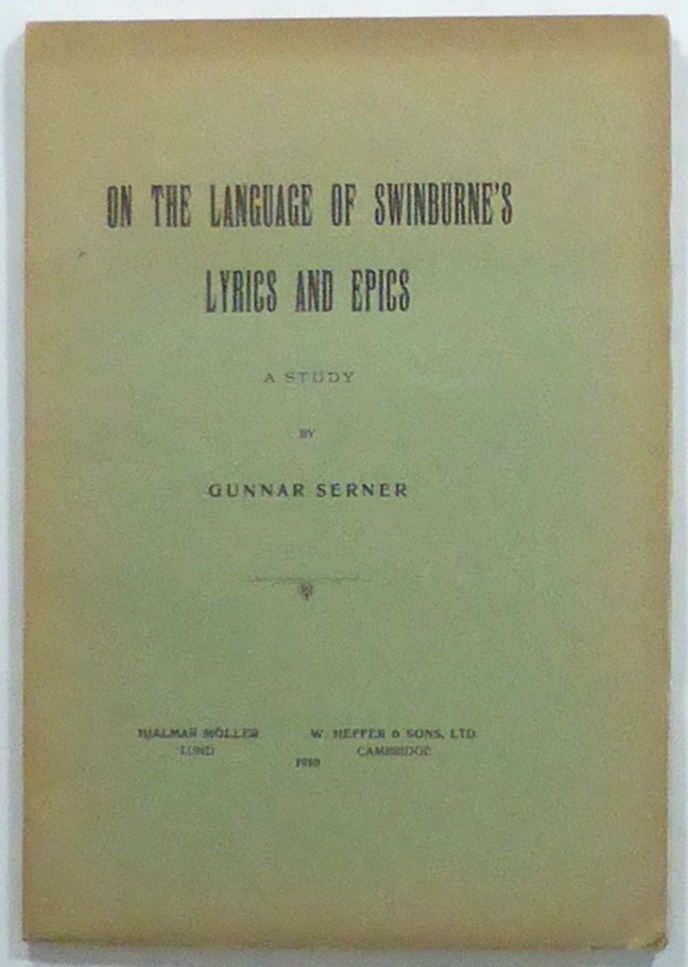 ON THE LANGUAGE OF SWINBURNE'S
LYRICS AND EPICS
A STUDY
BY
GUNNAR SERNER
HJALMAR MÖLLER
LUND
W. HEFFER & SONS, LTD.
CAMBRIDGE
1910